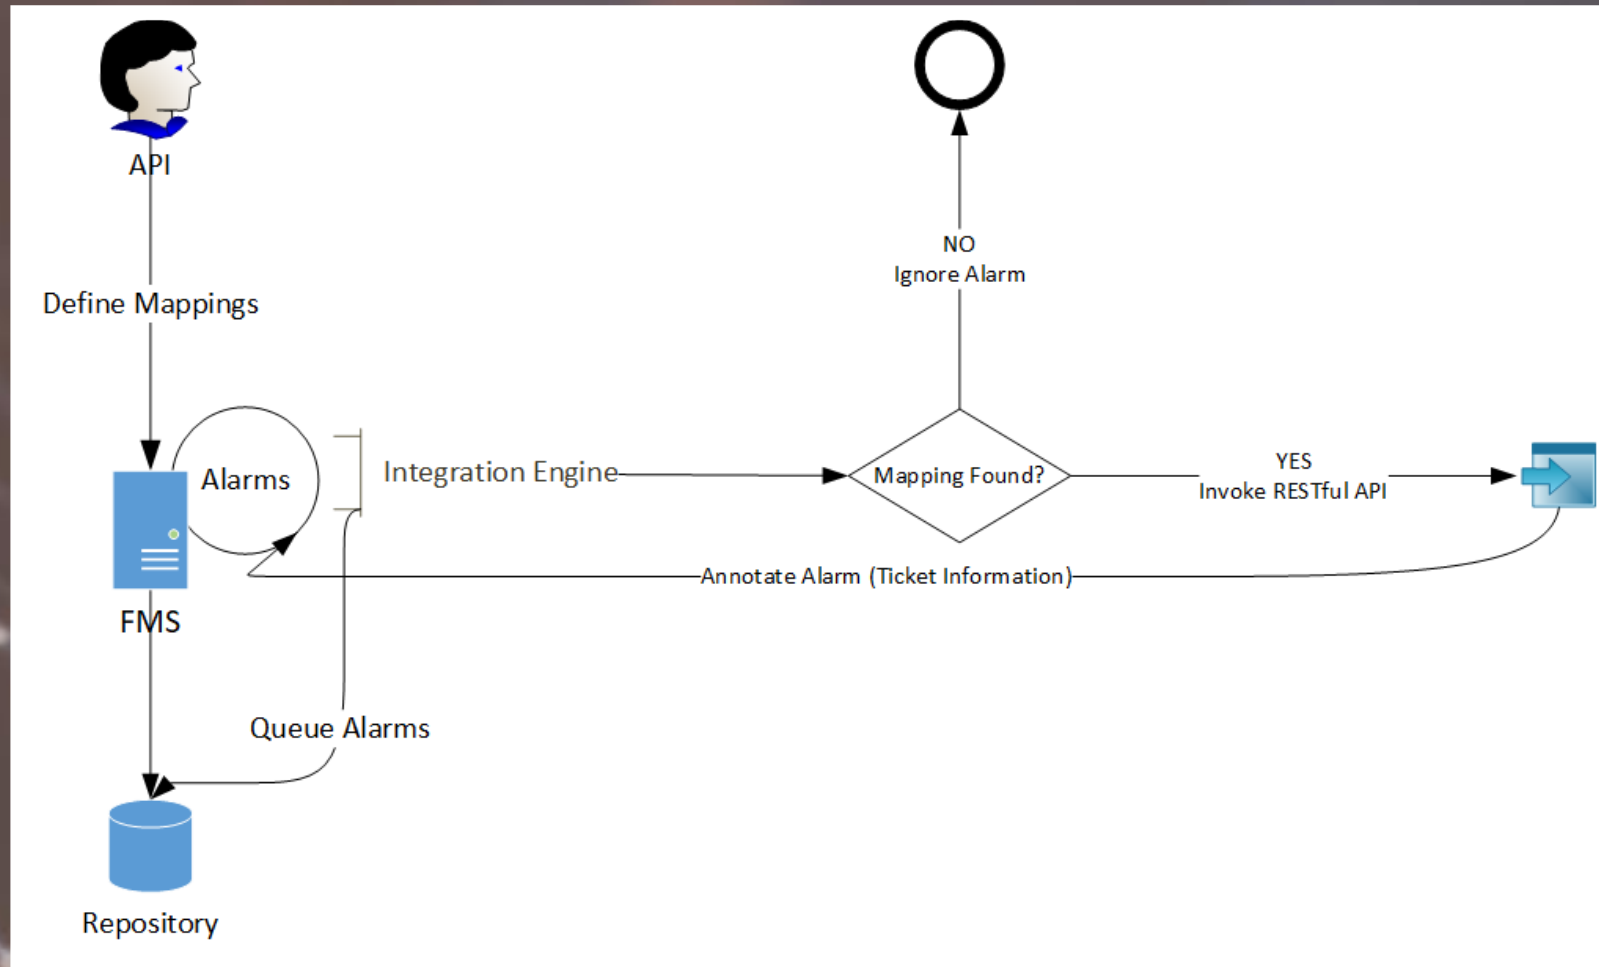 API
Define Mappings
NO
Ignore Alarm
Alarms
Integration Engine
Mapping Found?
YES
Invoke RESTful API
Annotate Alarm (Ticket Information)
FMS
Queue Alarms
Repository